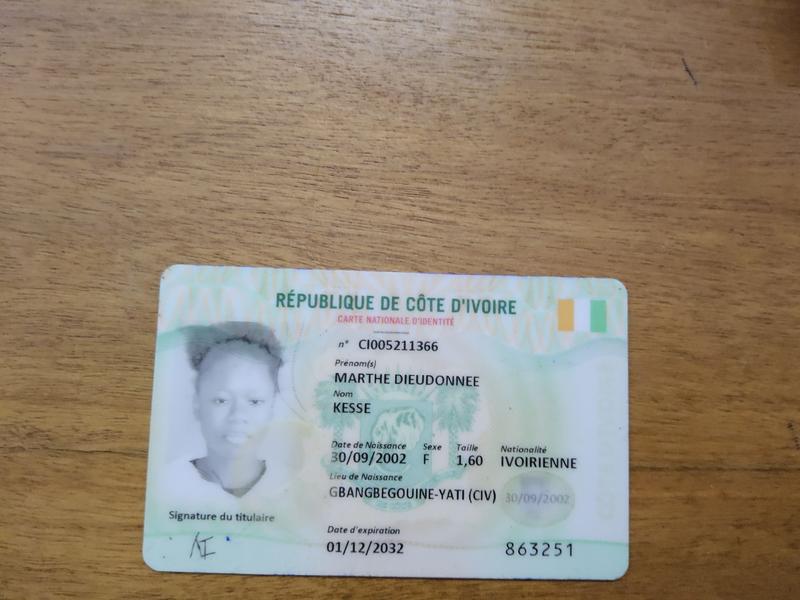 RÉPUBLIQUE DE CÔTE D'IVOIRE
CARTE NATIONALE D'IDENTITÉ
n° CI005211366
Prénom(s)
MARTHE DIEUDONNEE
Nom
KESSE
Date de Naissance Sexe Taille Nationalité
30/09/2002 F 1,60 IVOIRIENNE
Lieu de Naissance
GBANGBEGOUINE-YATI (CIV) 30/09/2002
Signature du titulaire
Date d'expiration
01/12/2032 863251